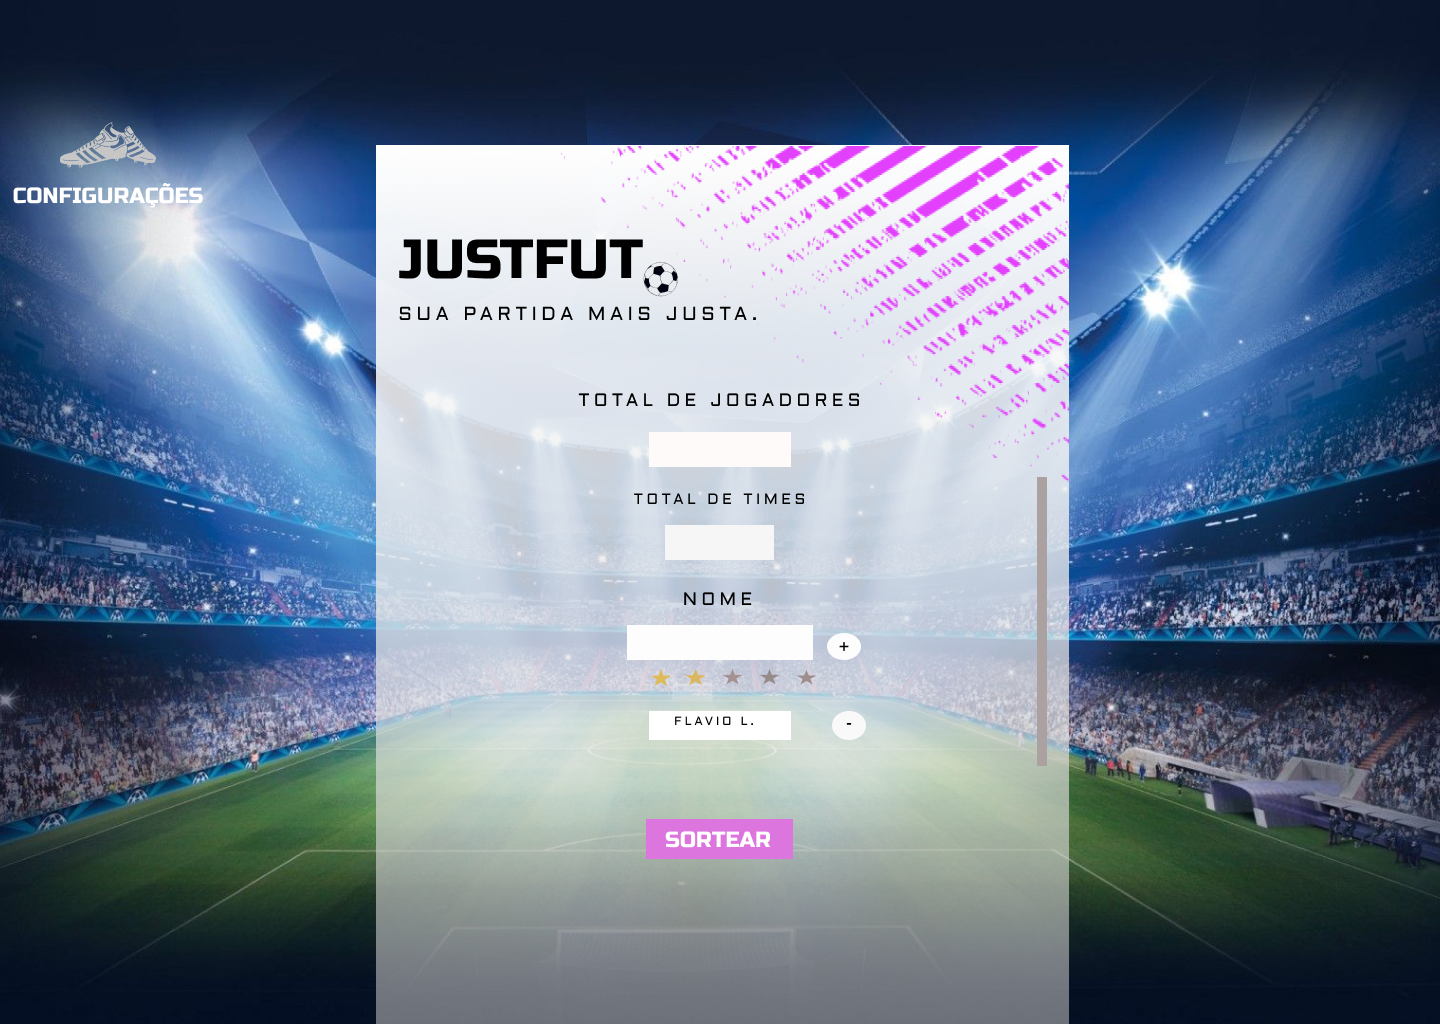 CONFIGURAÇÕES
JUSTFUT
SUA PARTIDA MAIS JUSTA.
TOTAL DE JOGADORES
TOTAL DE TIMES
NOME
+
FLAVIO L.
-
SORTEAR